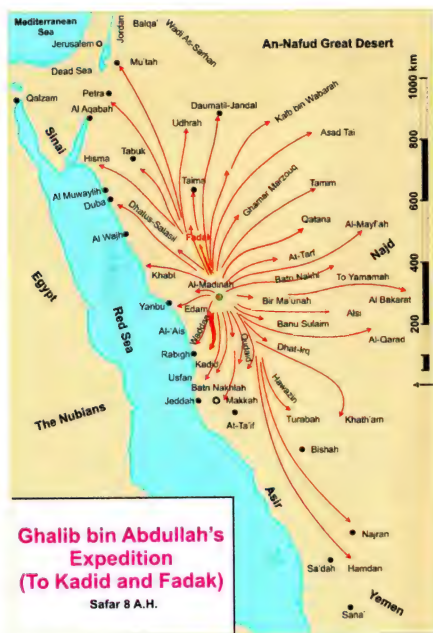 Mediterranean
Sea
Jordan
Balqa'
Wadi As-Sarhan
An-Nafud Great Desert
Jerusalem
Dead Sea
Mu'tah
Petra
Qalzam
Al Aqabah
Daumatil-Jandal
Kalb bin Wabarah
Udhrah
Asad Tai
Sinai
Tabuk
Hisma
Taima
Ghamar Marzouq
Tamim
Al Muwaylih
Duba
Dhatus-Salasil
Qatana
Al-Mayf'ah
Fadak
Al Wajh
At-Tarf
Najd
Egypt
Khabt
Al-Madinah
Batn Nakhl
To Yamamah
Red Sea
Yanbu'
Edam
Bir Ma'unah
Al Bakarat
Al-'Ais
Waddan
Banu Sulaim
Alsi
Rabigh
Qudaid
Dhat-Irq
Al-Qarad
Kadid
Usfan
Batn Nakhlah
Hawazin
The Nubians
Jeddah
Makkah
At-Ta'if
Turabah
Khath'am
Bishah
Asir
Najran
Sa'dah
Hamdan
Yemen
Sana'
1000 km
800
600
400
200
Ghalib bin Abdullah's
Expedition
(To Kadid and Fadak)
Safar 8 A.H.